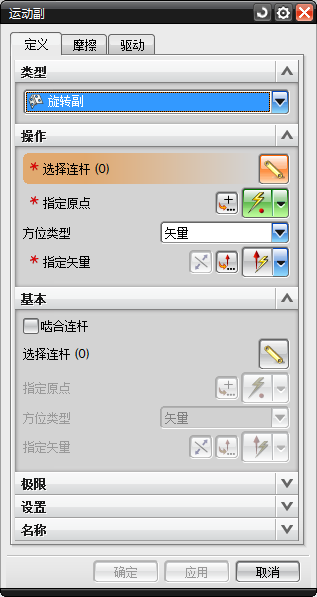 运动副
定义 摩擦 驱动
类型
旋转副
操作
* 选择连杆 (0)
* 指定原点
方位类型 矢量
* 指定矢量
基本
啮合连杆
选择连杆 (0)
指定原点
方位类型 矢量
指定矢量
极限
设置
名称
确定 应用 取消